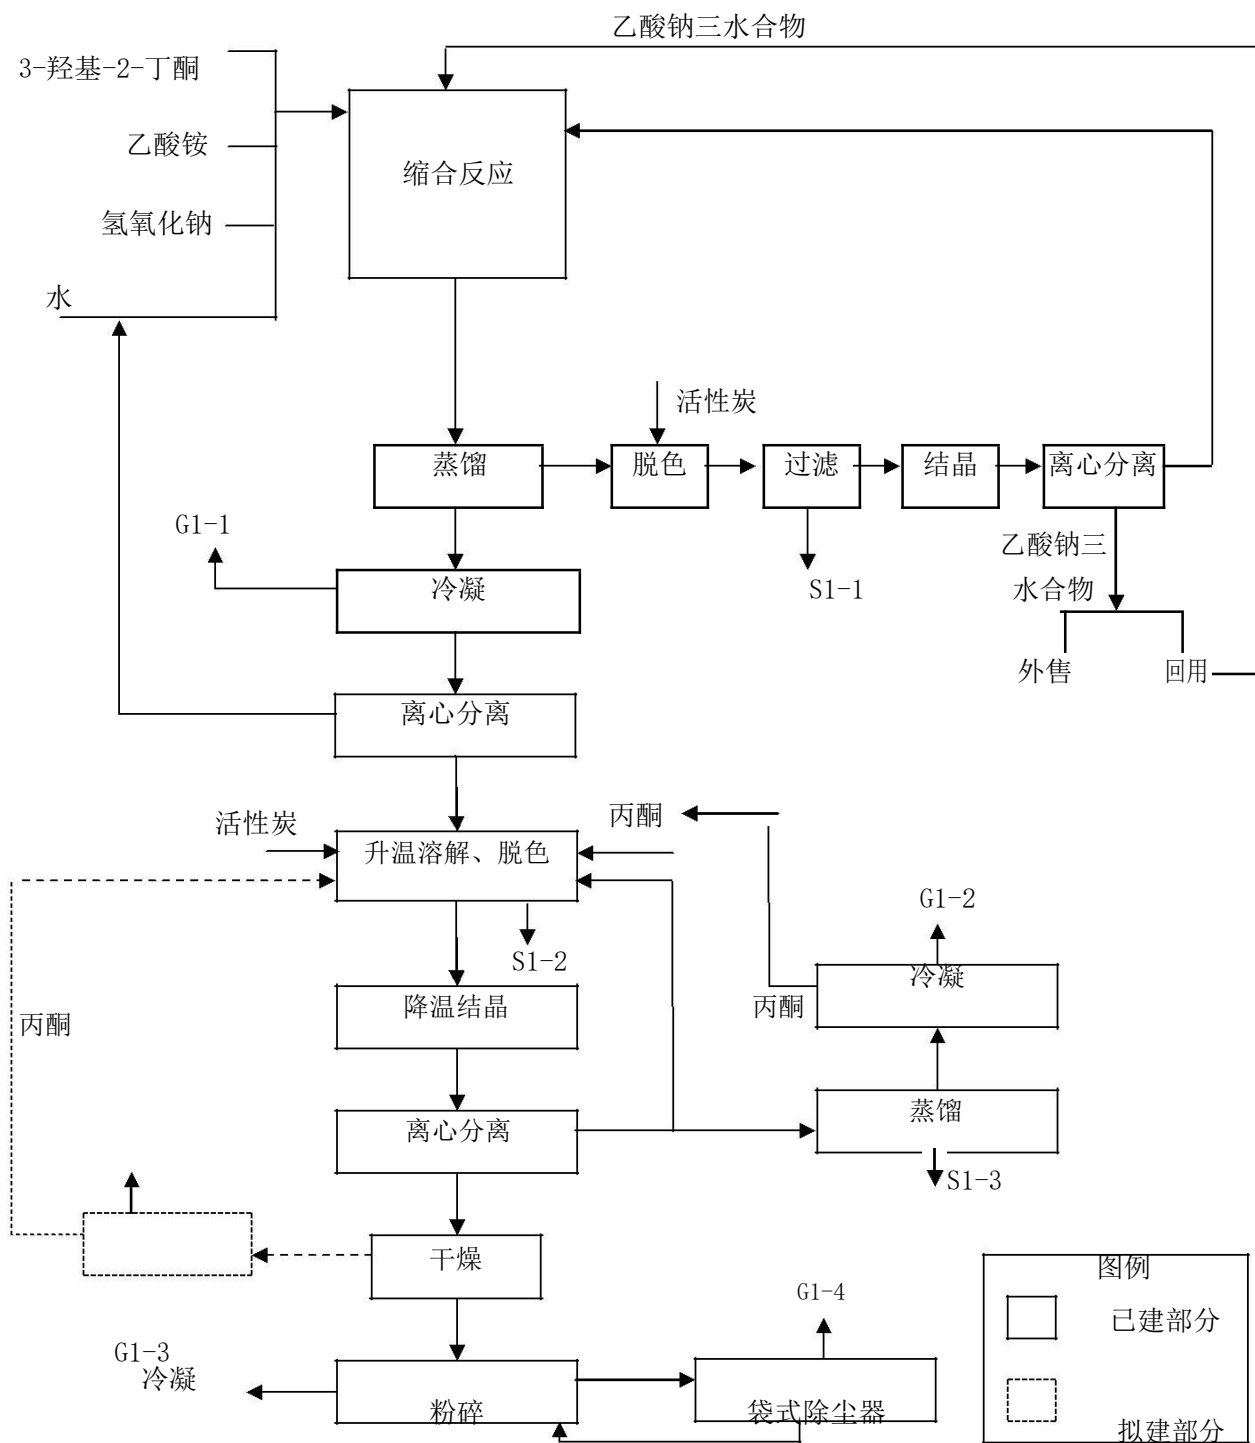 乙酸钠三水合物
3-羟基-2-丁酮
乙酸铵
缩合反应
氢氧化钠
水
活性炭
蒸馏
脱色
过滤
结晶
离心分离
G1-1
乙酸钠三
水合物
冷凝
S1-1
外售
回用
离心分离
丙酮
活性炭
升温溶解、脱色
G1-2
S1-2
冷凝
降温结晶
丙酮
丙酮
离心分离
蒸馏
S1-3
干燥
图例
G1-4
已建部分
G1-3
冷凝
粉碎
袋式除尘器
拟建部分